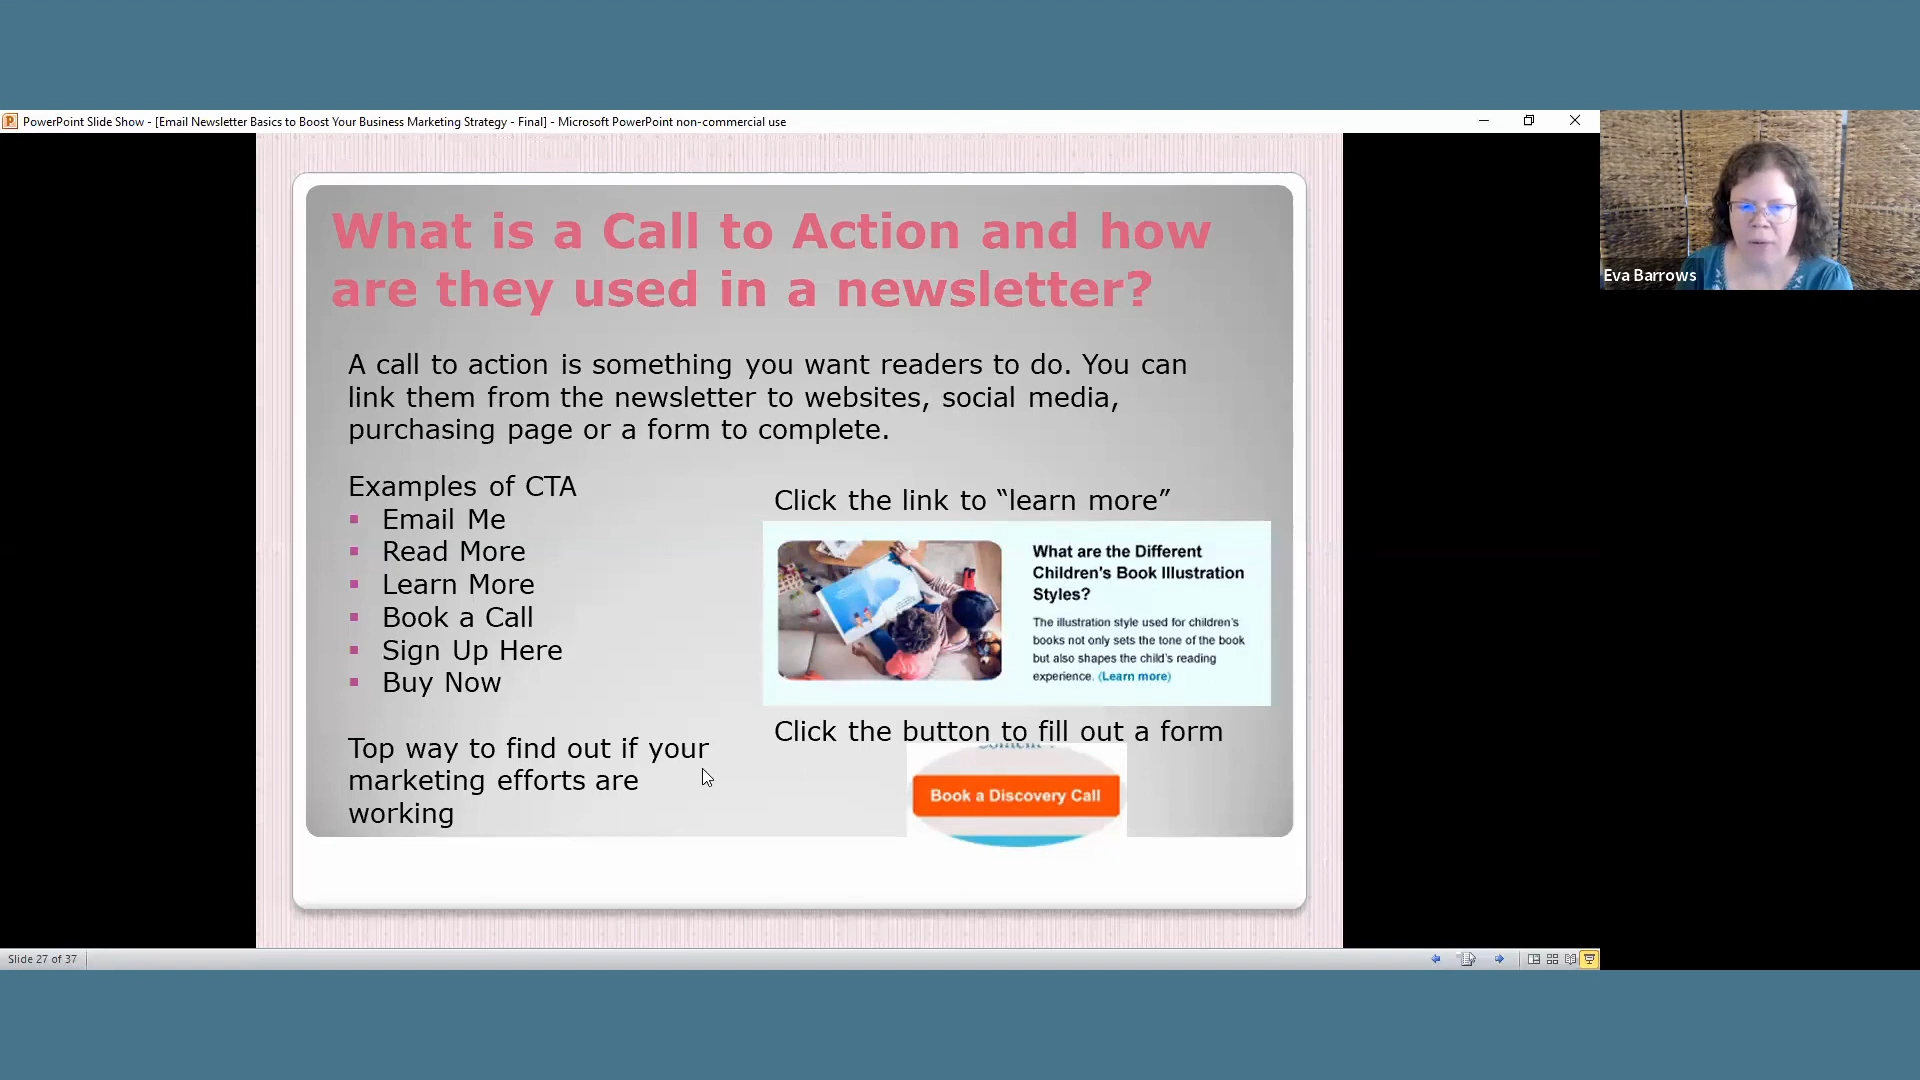 PowerPoint Slide Show - [Email Newsletter Basics to Boost Your Business Marketing Strategy - Final] - Microsoft PowerPoint non-commercial use
Eva Barrows
What is a Call to Action and how
are they used in a newsletter?
A call to action is something you want readers to do. You can
link them from the newsletter to websites, social media,
purchasing page or a form to complete.
Examples of CTA
▪ Email Me
▪ Read More
▪ Learn More
▪ Book a Call
▪ Sign Up Here
▪ Buy Now
Top way to find out if your
marketing efforts are
working
Click the link to “learn more”
What are the Different
Children's Book Illustration
Styles?
The illustration style used for children's
books not only sets the tone of the book
but also shapes the child's reading
experience. (Learn more)
Click the button to fill out a form
Book a Discovery Call
Slide 27 of 37